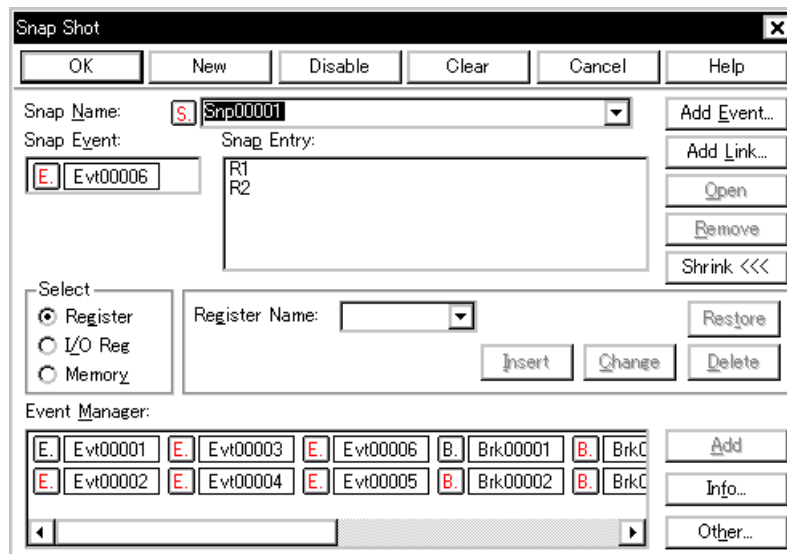 Snap Shot
OK New Disable Clear Cancel Help
Snap Name: S. Snp00001 Add Event...
Snap Event: Snap Entry: Add Link...
E. Evt00006 R1
R2 Open
Remove
Shrink <<<
Select
Register Register Name: Restore
I/O Reg
Memory Insert Change Delete
Event Manager:
E. Evt00001 E. Evt00003 E. Evt00006 B. Brk00001 B. Add
E. Evt00002 E. Evt00004 E. Evt00005 B. Brk00002 B. Info...
Other...